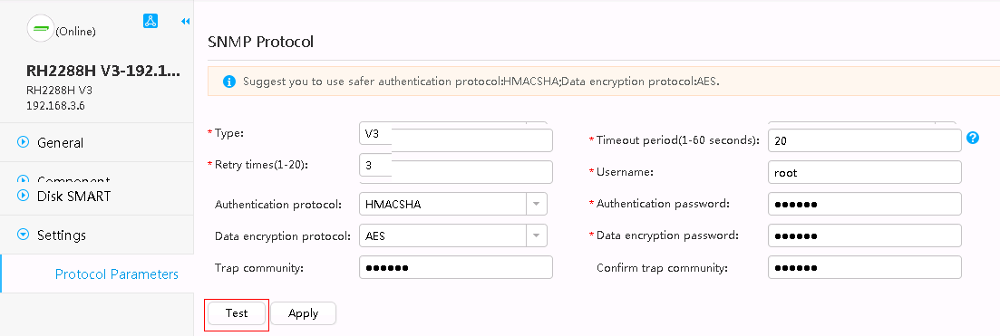 (Online)
RH2288H V3-192.1...
RH2288H V3
192.168.3.6
General
Component
Disk SMART
Settings
Protocol Parameters
SNMP Protocol
Suggest you to use safer authentication protocol:HMACSHA;Data encryption protocol:AES.
* Type: V3 * Timeout period(1-60 seconds): 20
* Retry times(1-20): 3 * Username: root
Authentication protocol: HMACSHA * Authentication password: ●●●●●●
Data encryption protocol: AES * Data encryption password: ●●●●●●
Trap community: ●●●●●● Confirm trap community: ●●●●●●
Test Apply